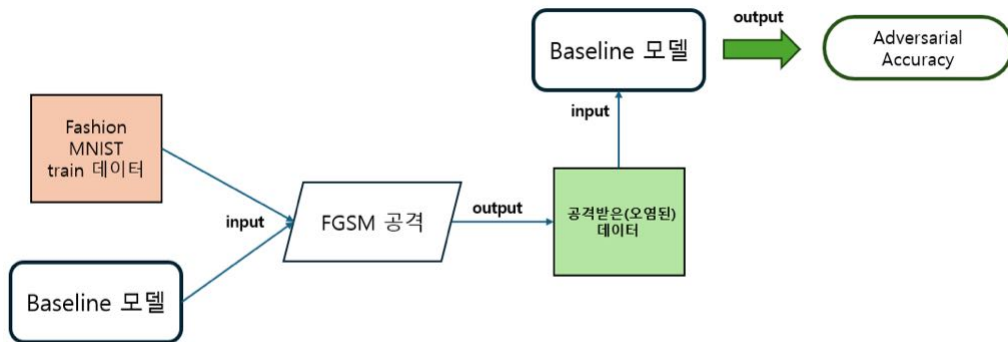 Fashion
MNIST
train 데이터
Baseline 모델
input
FGSM 공격
output
공격받은(오염된)
데이터
input
Baseline 모델
output
Adversarial
Accuracy